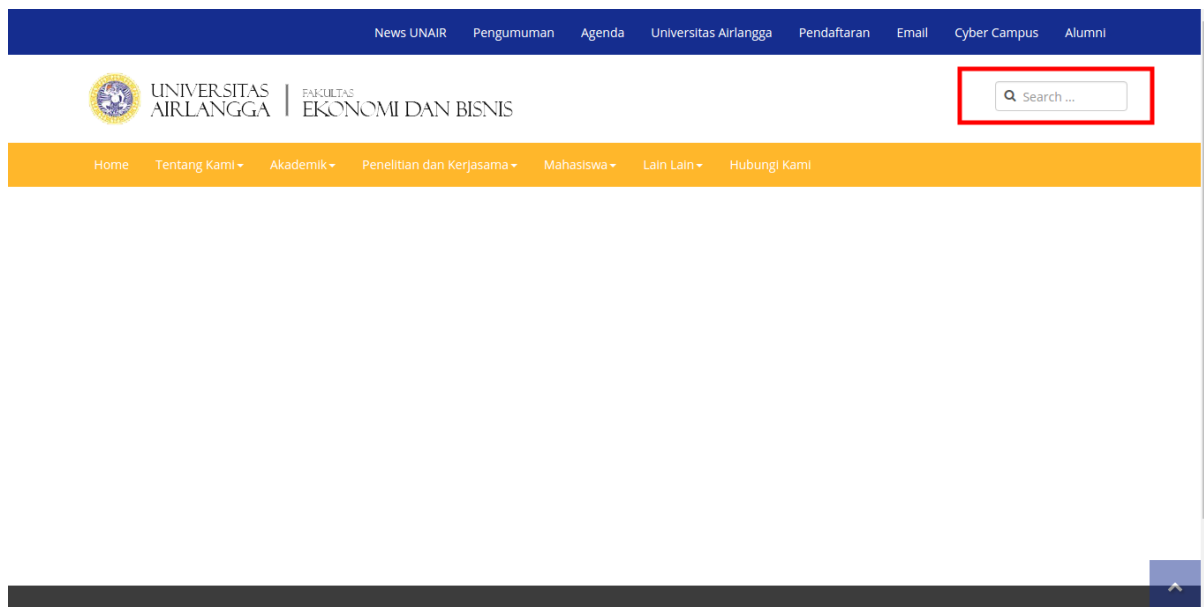 News UNAIR Pengumuman Agenda Universitas Airlangga Pendaftaran Email Cyber Campus Alumni
UNIVERSITAS
AIRLANGGA
FAKULTAS
EKONOMI DAN BISNIS
Search ...
Home Tentang Kami Akademik Penelitian dan Kerjasama Mahasiswa Lain Lain Hubungi Kami